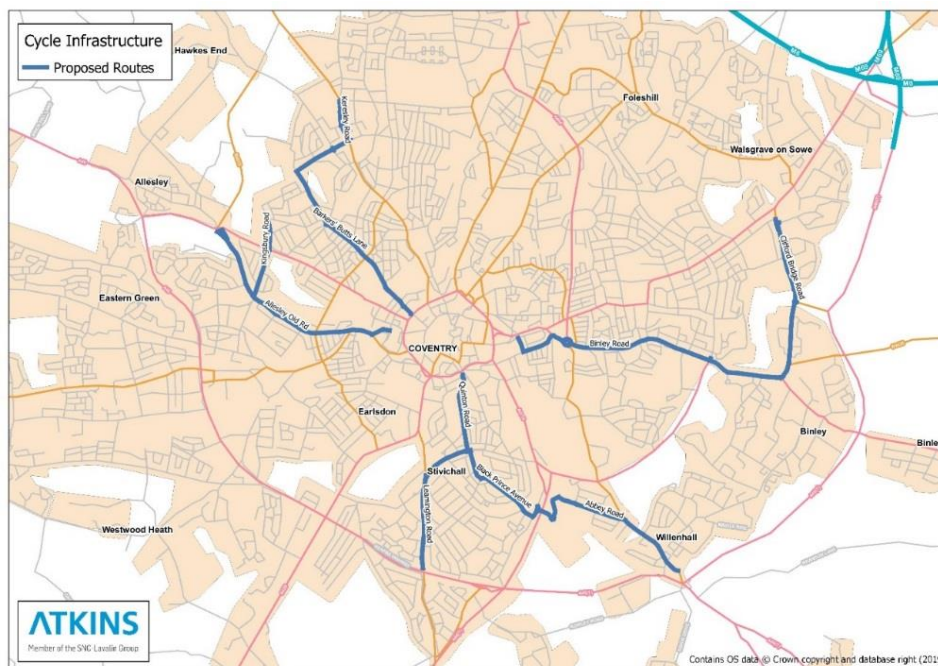 Cycle Infrastructure
Proposed Routes
Hawkes End
Keresley Road
Foleshill
Walsgrave on Sowe
Allesley
Barkers' Butts Lane
Kingsbury Road
Clifford Bridge Road
Eastern Green
Allesley Old Rd
COVENTRY
Binley Road
Quinton Road
Earlsdon
Binley
Binle
Stivichall
Black Prince Avenue
Leamington Road
Abbey Road
Westwood Heath
Willenhall
ATKINS
Member of the SNC-Lavalin Group
Contains OS data © Crown copyright and database right (2019